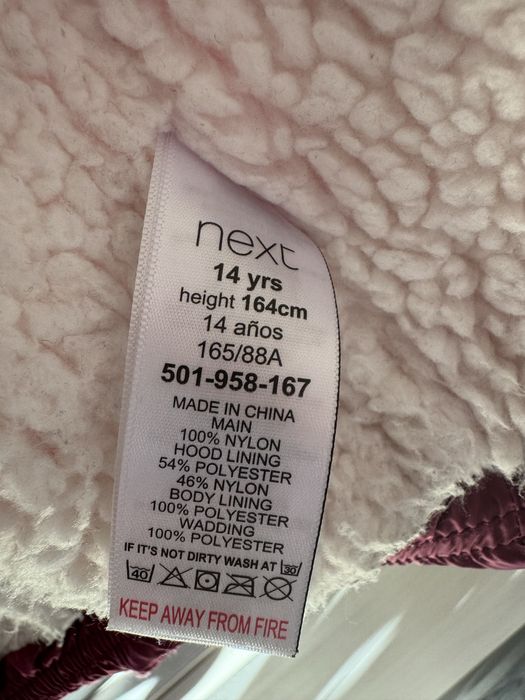 next
14 yrs
height 164cm
14 años
165/88A
501-958-167
MADE IN CHINA
MAIN
100% NYLON
HOOD LINING
54% POLYESTER
46% NYLON
BODY LINING
100% POLYESTER
WADDING
100% POLYESTER
IF IT'S NOT DIRTY WASH AT 30
40
KEEP AWAY FROM FIRE